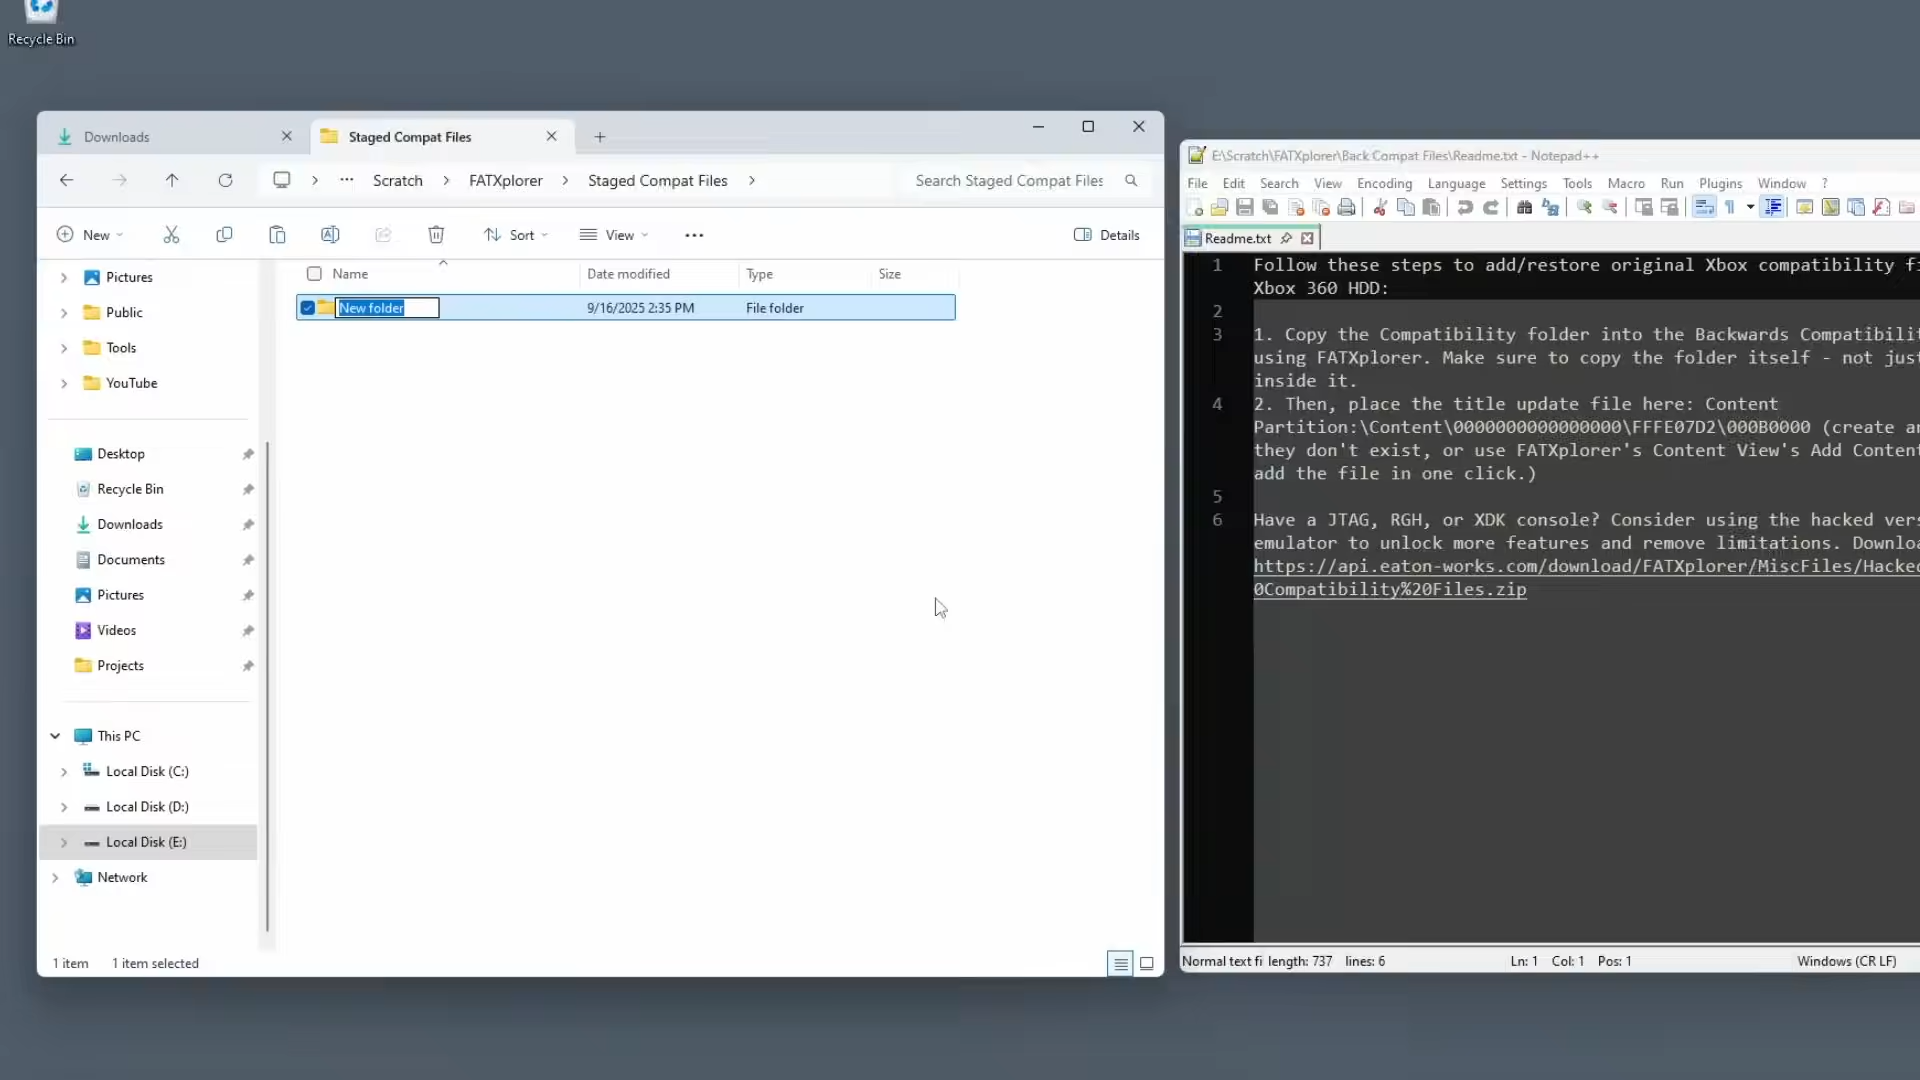 Recycle Bin
Downloads
Staged Compat Files
Scratch
FATXplorer
Staged Compat Files
Search Staged Compat Files
New
Sort
View
Details
Pictures
Public
Tools
YouTube
Desktop
Recycle Bin
Downloads
Documents
Pictures
Videos
Projects
This PC
Local Disk (C:)
Local Disk (D:)
Local Disk (E:)
Network
Name
Date modified
Type
Size
New folder
9/16/2025 2:35 PM
File folder
1 item
1 item selected
E:\Scratch\FATXplorer\Back Compat Files\Readme.txt - Notepad++
File Edit Search View Encoding Language Settings Tools Macro Run Plugins Window ?
Readme.txt
1 Follow these steps to add/restore original Xbox compatibility fi
Xbox 360 HDD:
2
3 1. Copy the Compatibility folder into the Backwards Compatibilit
using FATXplorer. Make sure to copy the folder itself - not jus
inside it.
4 2. Then, place the title update file here: Content
Partition:\Content\0000000000000000\FFFE07D2\000B0000 (create an
they don't exist, or use FATXplorer's Content View's Add Content
add the file in one click.)
5
6 Have a JTAG, RGH, or XDK console? Consider using the hacked vers
emulator to unlock more features and remove limitations. Downloa
https://api.eaton-works.com/download/FATXplorer/MiscFiles/Hacked
0Compatibility%20Files.zip
Normal text fi length: 737 lines: 6
Ln: 1 Col: 1 Pos: 1
Windows (CR LF)